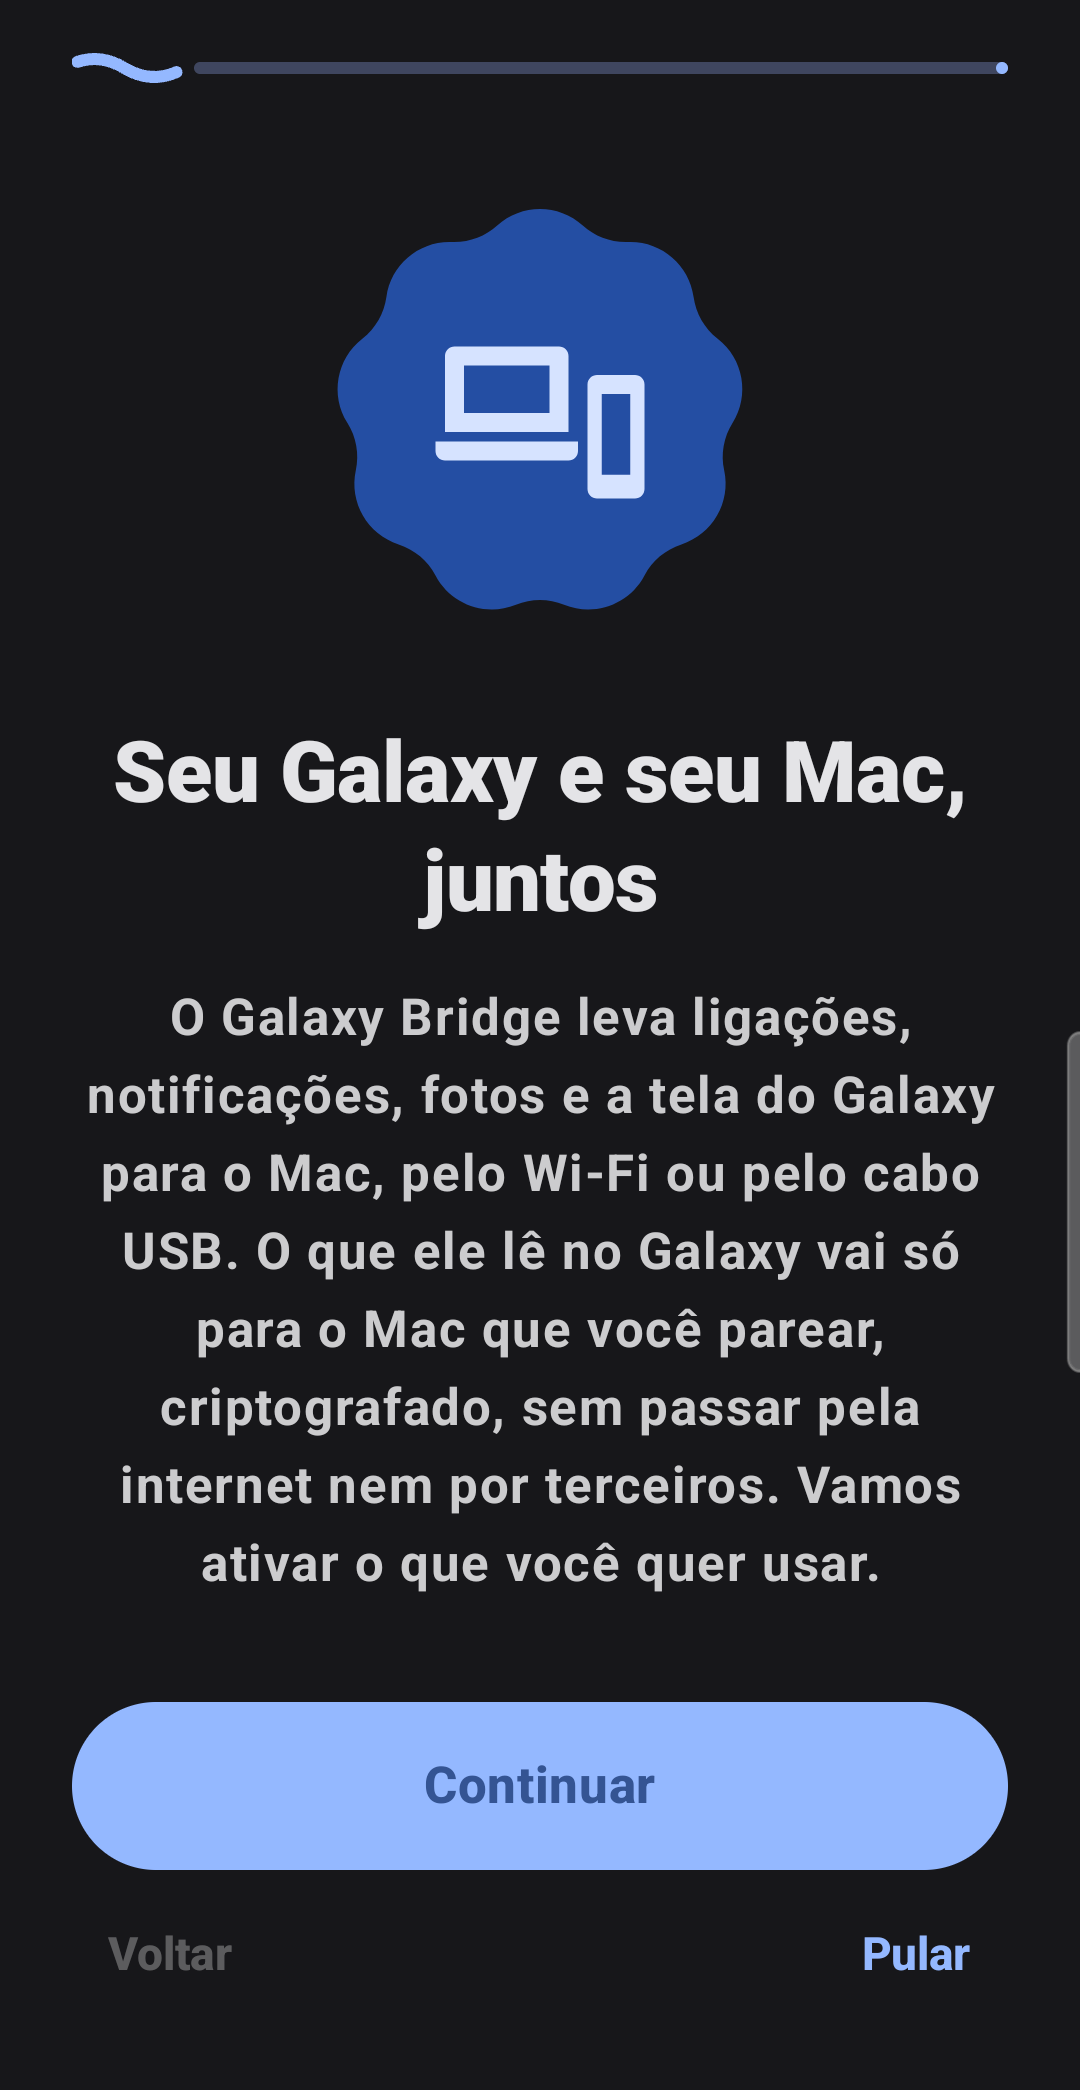 Seu Galaxy e seu Mac,
juntos
O Galaxy Bridge leva ligações,
notificações, fotos e a tela do Galaxy
para o Mac, pelo Wi-Fi ou pelo cabo
USB. O que ele lê no Galaxy vai só
para o Mac que você parear,
criptografado, sem passar pela
internet nem por terceiros. Vamos
ativar o que você quer usar.
Continuar
Voltar
Pular